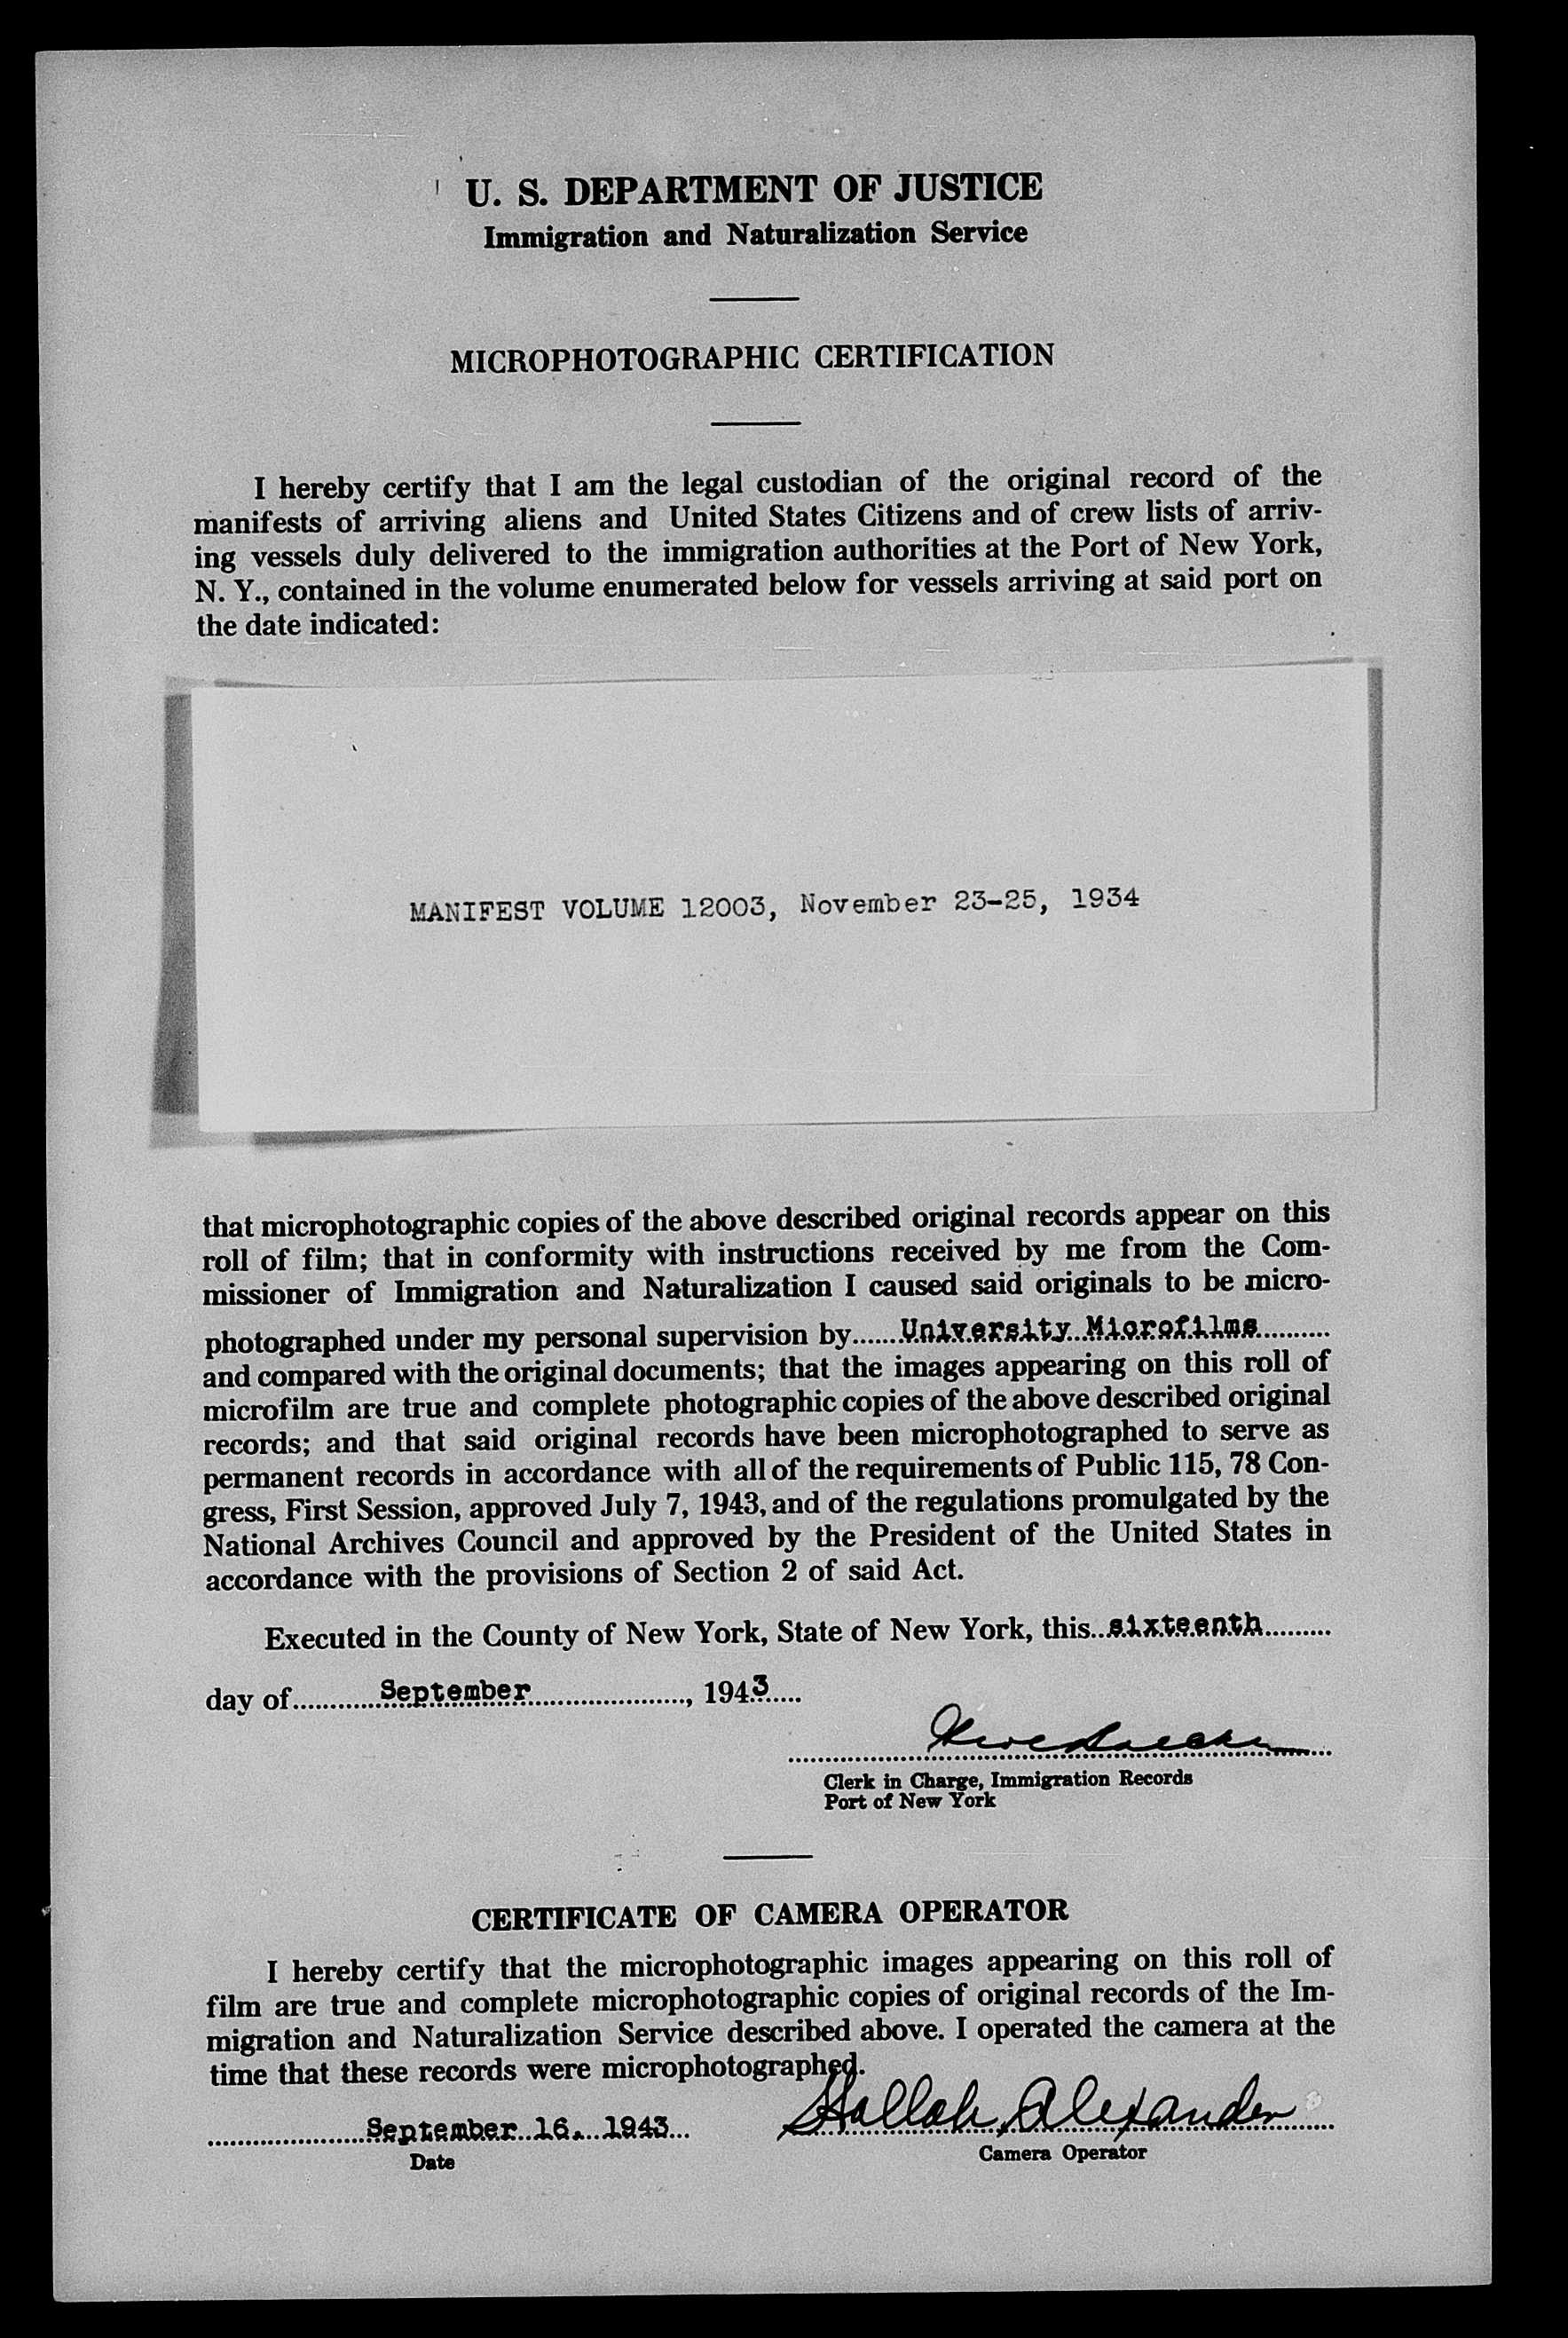 U. S. DEPARTMENT OF JUSTICE
Immigration and Naturalization Service
MICROPHOTOGRAPHIC CERTIFICATION
I hereby certify that I am the legal custodian of the original record of the
manifests of arriving aliens and United States Citizens and of crew lists of arriv-
ing vessels duly delivered to the immigration authorities at the Port of New York,
N. Y., contained in the volume enumerated below for vessels arriving at said port on
the date indicated:
MANIFEST VOLUME 12003, November 23-25, 1934
that microphotographic copies of the above described original records appear on this
roll of film; that in conformity with instructions received by me from the Com-
missioner of Immigration and Naturalization I caused said originals to be micro-
photographed under my personal supervision by......University Microfilms..........
and compared with the original documents; that the images appearing on this roll of
microfilm are true and complete photographic copies of the above described original
records; and that said original records have been microphotographed to serve as
permanent records in accordance with all of the requirements of Public 115, 78 Con-
gress, First Session, approved July 7, 1943, and of the regulations promulgated by the
National Archives Council and approved by the President of the United States in
accordance with the provisions of Section 2 of said Act.
Executed in the County of New York, State of New York, this..sixteenth.........
day of............September....................., 1943.....
Clerk in Charge, Immigration Records
Port of New York
CERTIFICATE OF CAMERA OPERATOR
I hereby certify that the microphotographic images appearing on this roll of
film are true and complete microphotographic copies of original records of the Im-
migration and Naturalization Service described above. I operated the camera at the
time that these records were microphotographed.
September 16, 1943 Alexander
Date Camera Operator